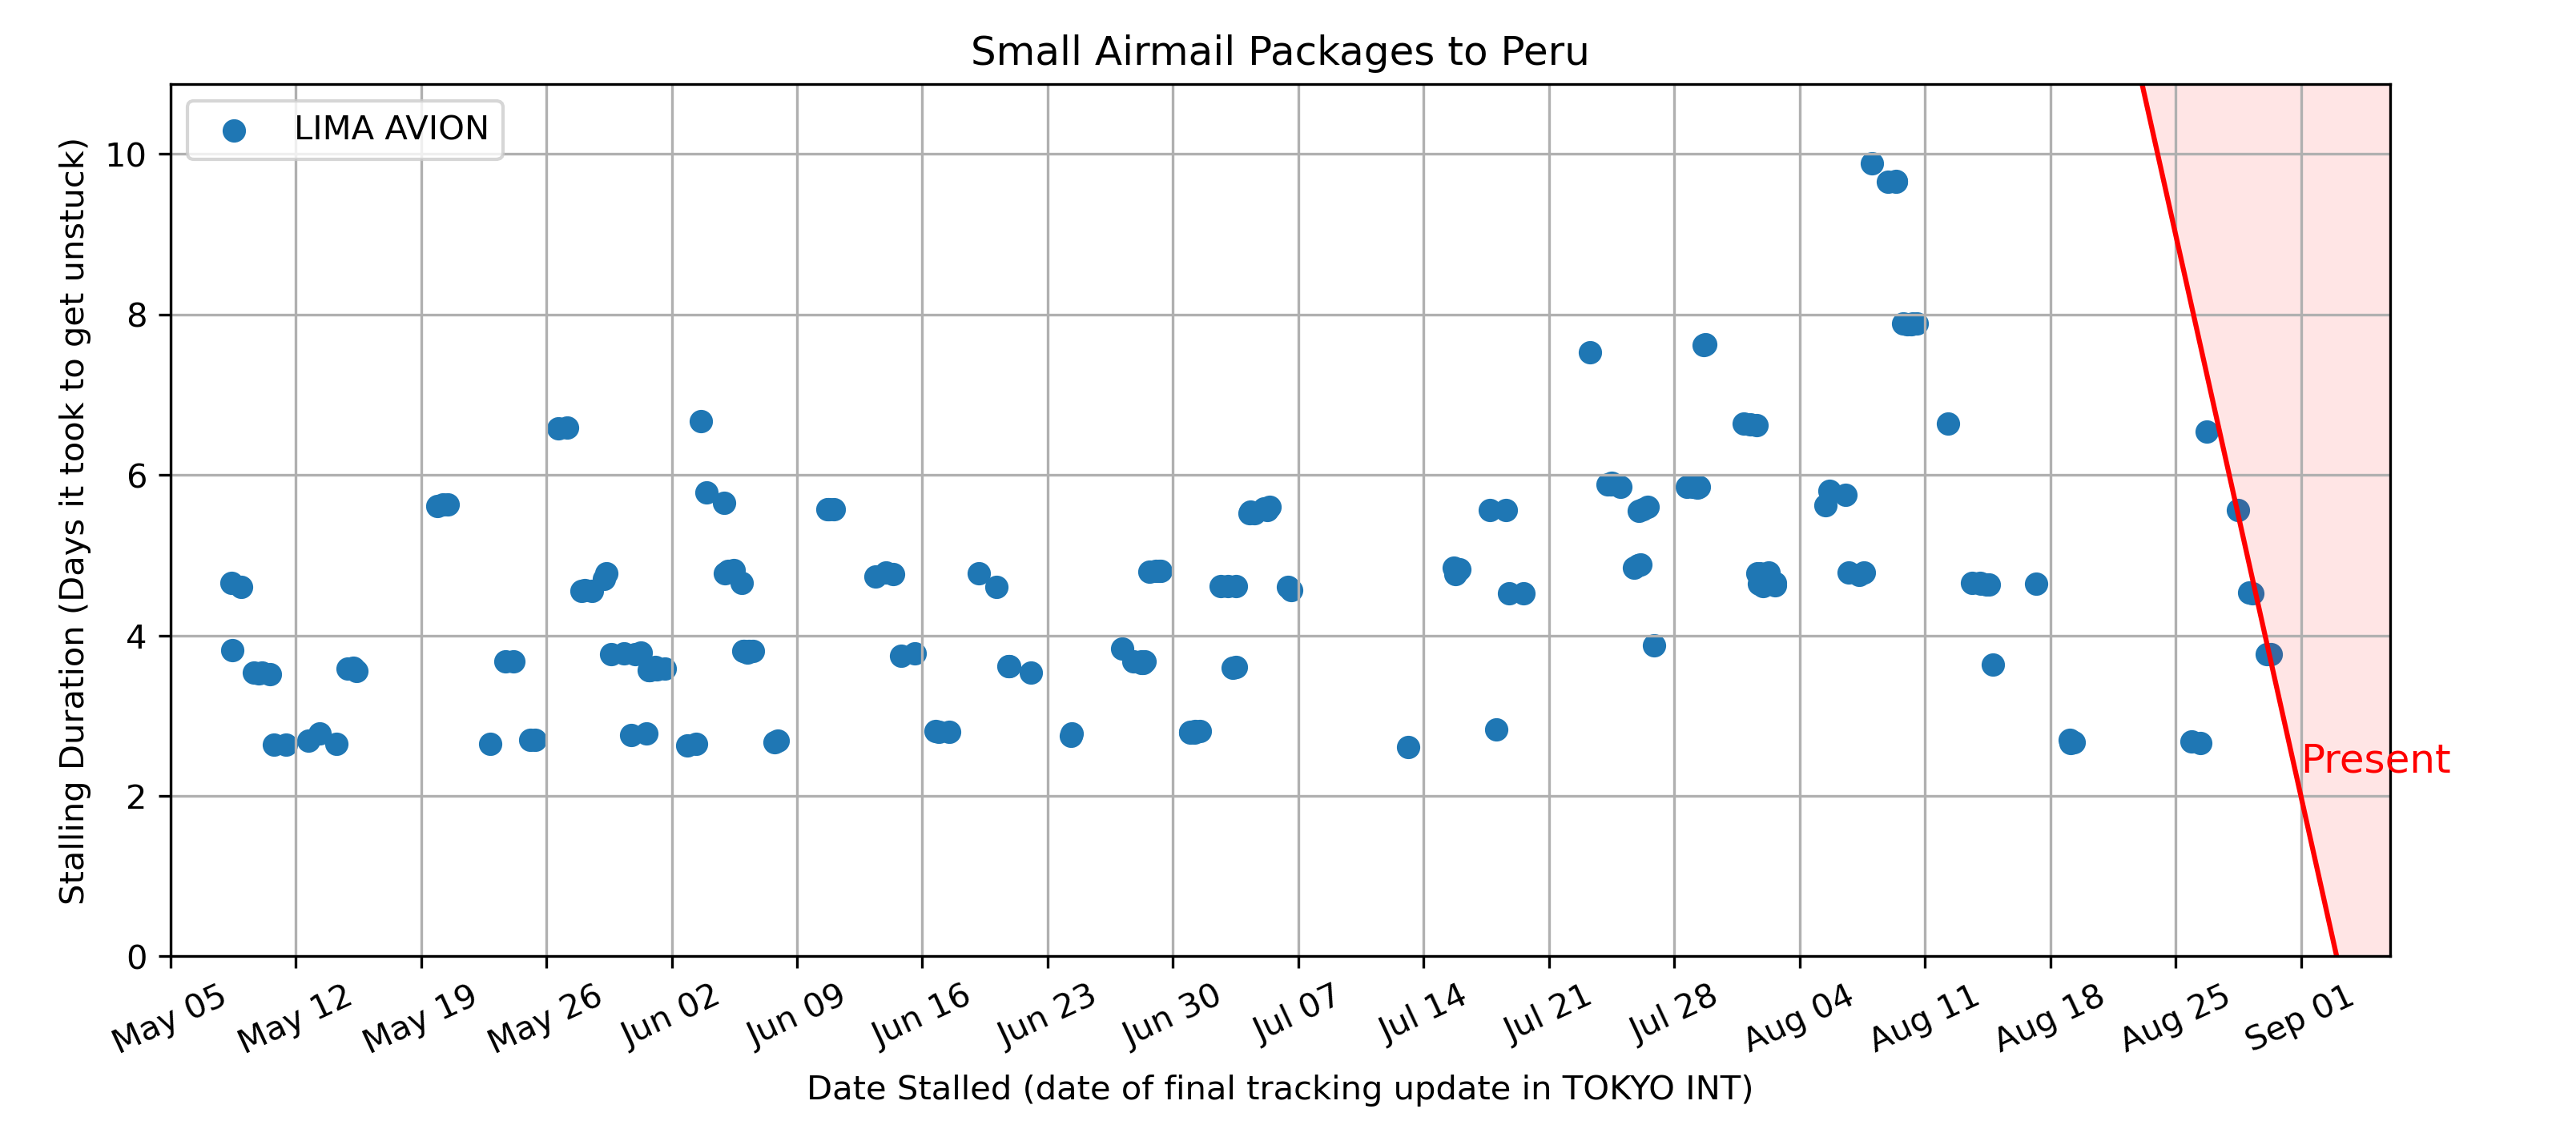 Small Airmail Packages to Peru
LIMA AVION
Stalling Duration (Days it took to get unstuck)
10
8
6
4
2
0
Present
May 05
May 12
May 19
May 26
Jun 02
Jun 09
Jun 16
Jun 23
Jun 30
Jul 07
Jul 14
Jul 21
Jul 28
Aug 04
Aug 11
Aug 18
Aug 25
Sep 01
Date Stalled (date of final tracking update in TOKYO INT)